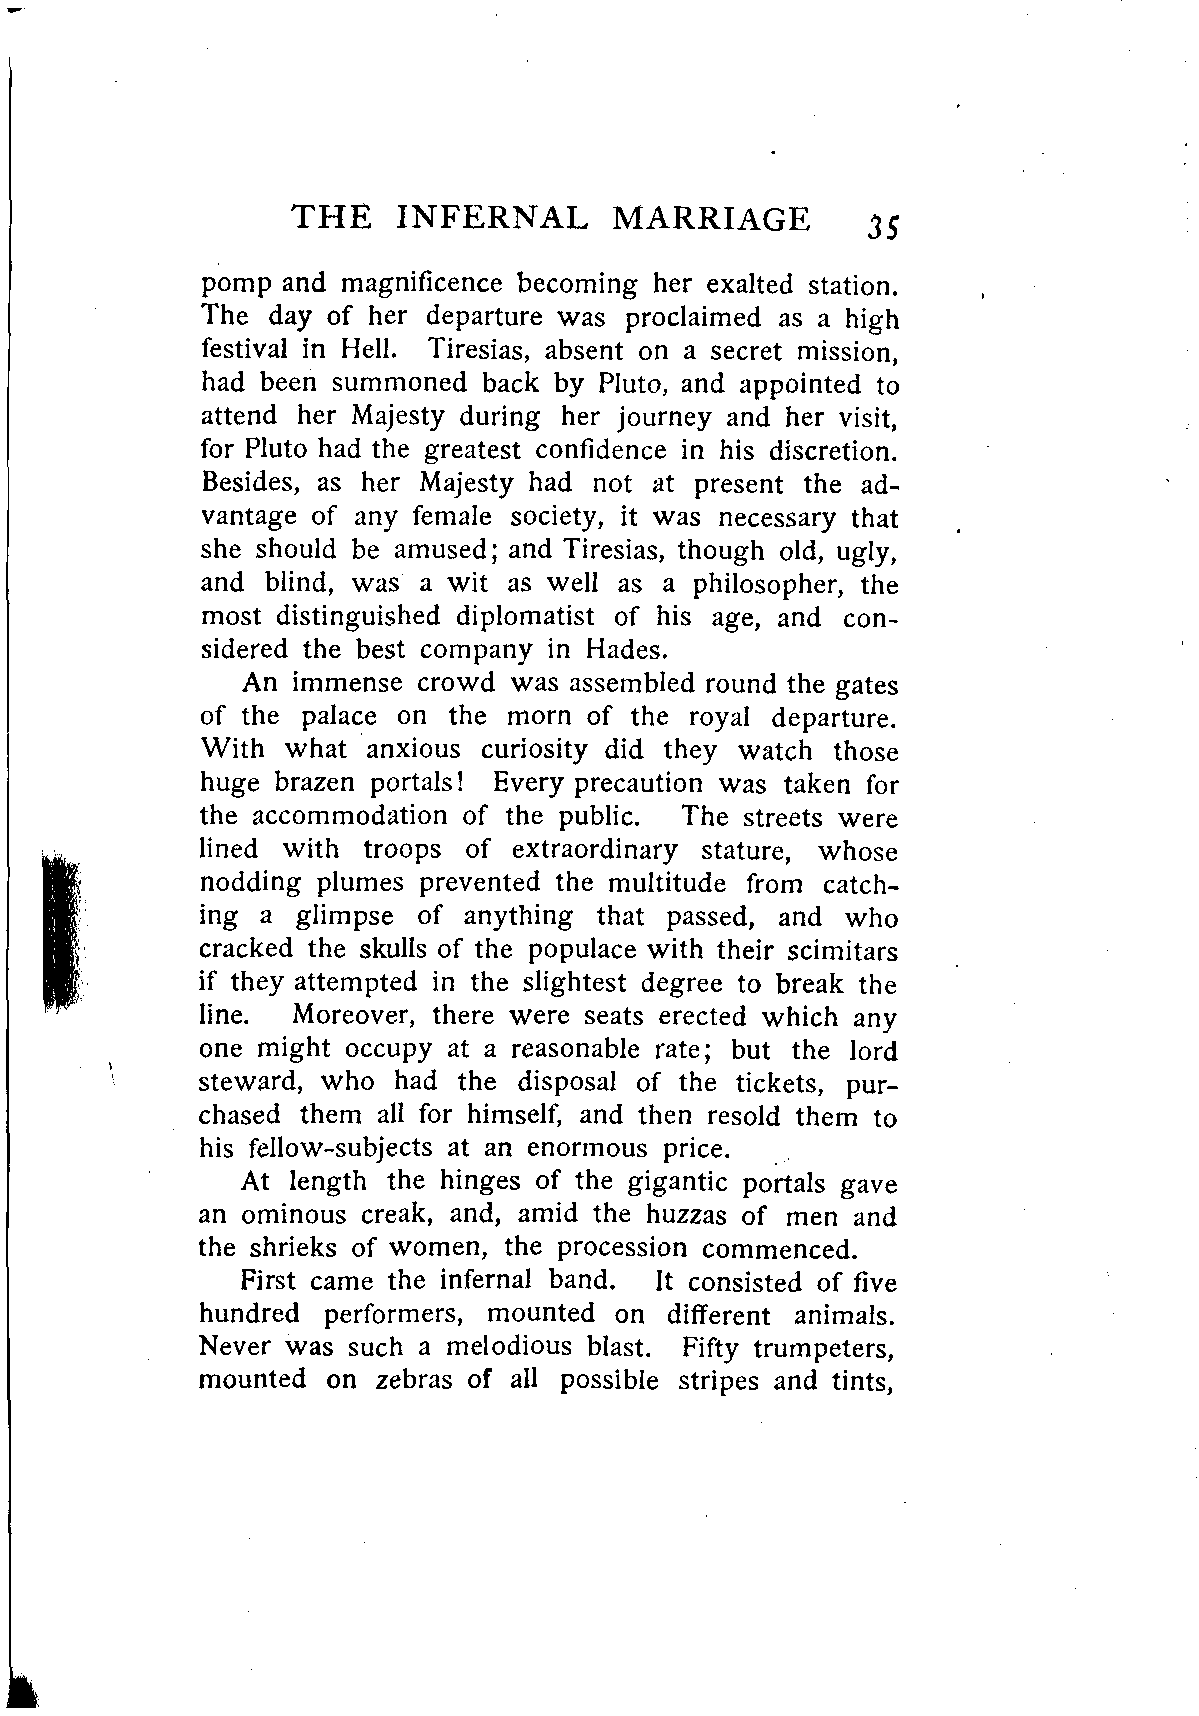 THE INFERNAL MARRIAGE 35
pomp and magnificence becoming her exalted station.
The day of her departure was proclaimed as a high
festival in Hell. Tiresias, absent on a secret mission,
had been summoned back by Pluto, and appointed to
attend her Majesty during her journey and her visit,
for Pluto had the greatest confidence in his discretion.
Besides, as her Majesty had not at present the ad-
vantage of any female society, it was necessary that
she should be amused; and Tiresias, though old, ugly,
and blind, was a wit as well as a philosopher, the
most distinguished diplomatist of his age, and con-
sidered the best company in Hades.
An immense crowd was assembled round the gates
of the palace on the morn of the royal departure.
With what anxious curiosity did they watch those
huge brazen portals! Every precaution was taken for
the accommodation of the public. The streets were
lined with troops of extraordinary stature, whose
nodding plumes prevented the multitude from catch-
ing a glimpse of anything that passed, and who
cracked the skulls of the populace with their scimitars
if they attempted in the slightest degree to break the
line. Moreover, there were seats erected which any
one might occupy at a reasonable rate; but the lord
steward, who had the disposal of the tickets, pur-
chased them all for himself, and then resold them to
his fellow-subjects at an enormous price.
At length the hinges of the gigantic portals gave
an ominous creak, and, amid the huzzas of men and
the shrieks of women, the procession commenced.
First came the infernal band. It consisted of five
hundred performers, mounted on different animals.
Never was such a melodious blast. Fifty trumpeters,
mounted on zebras of all possible stripes and tints,